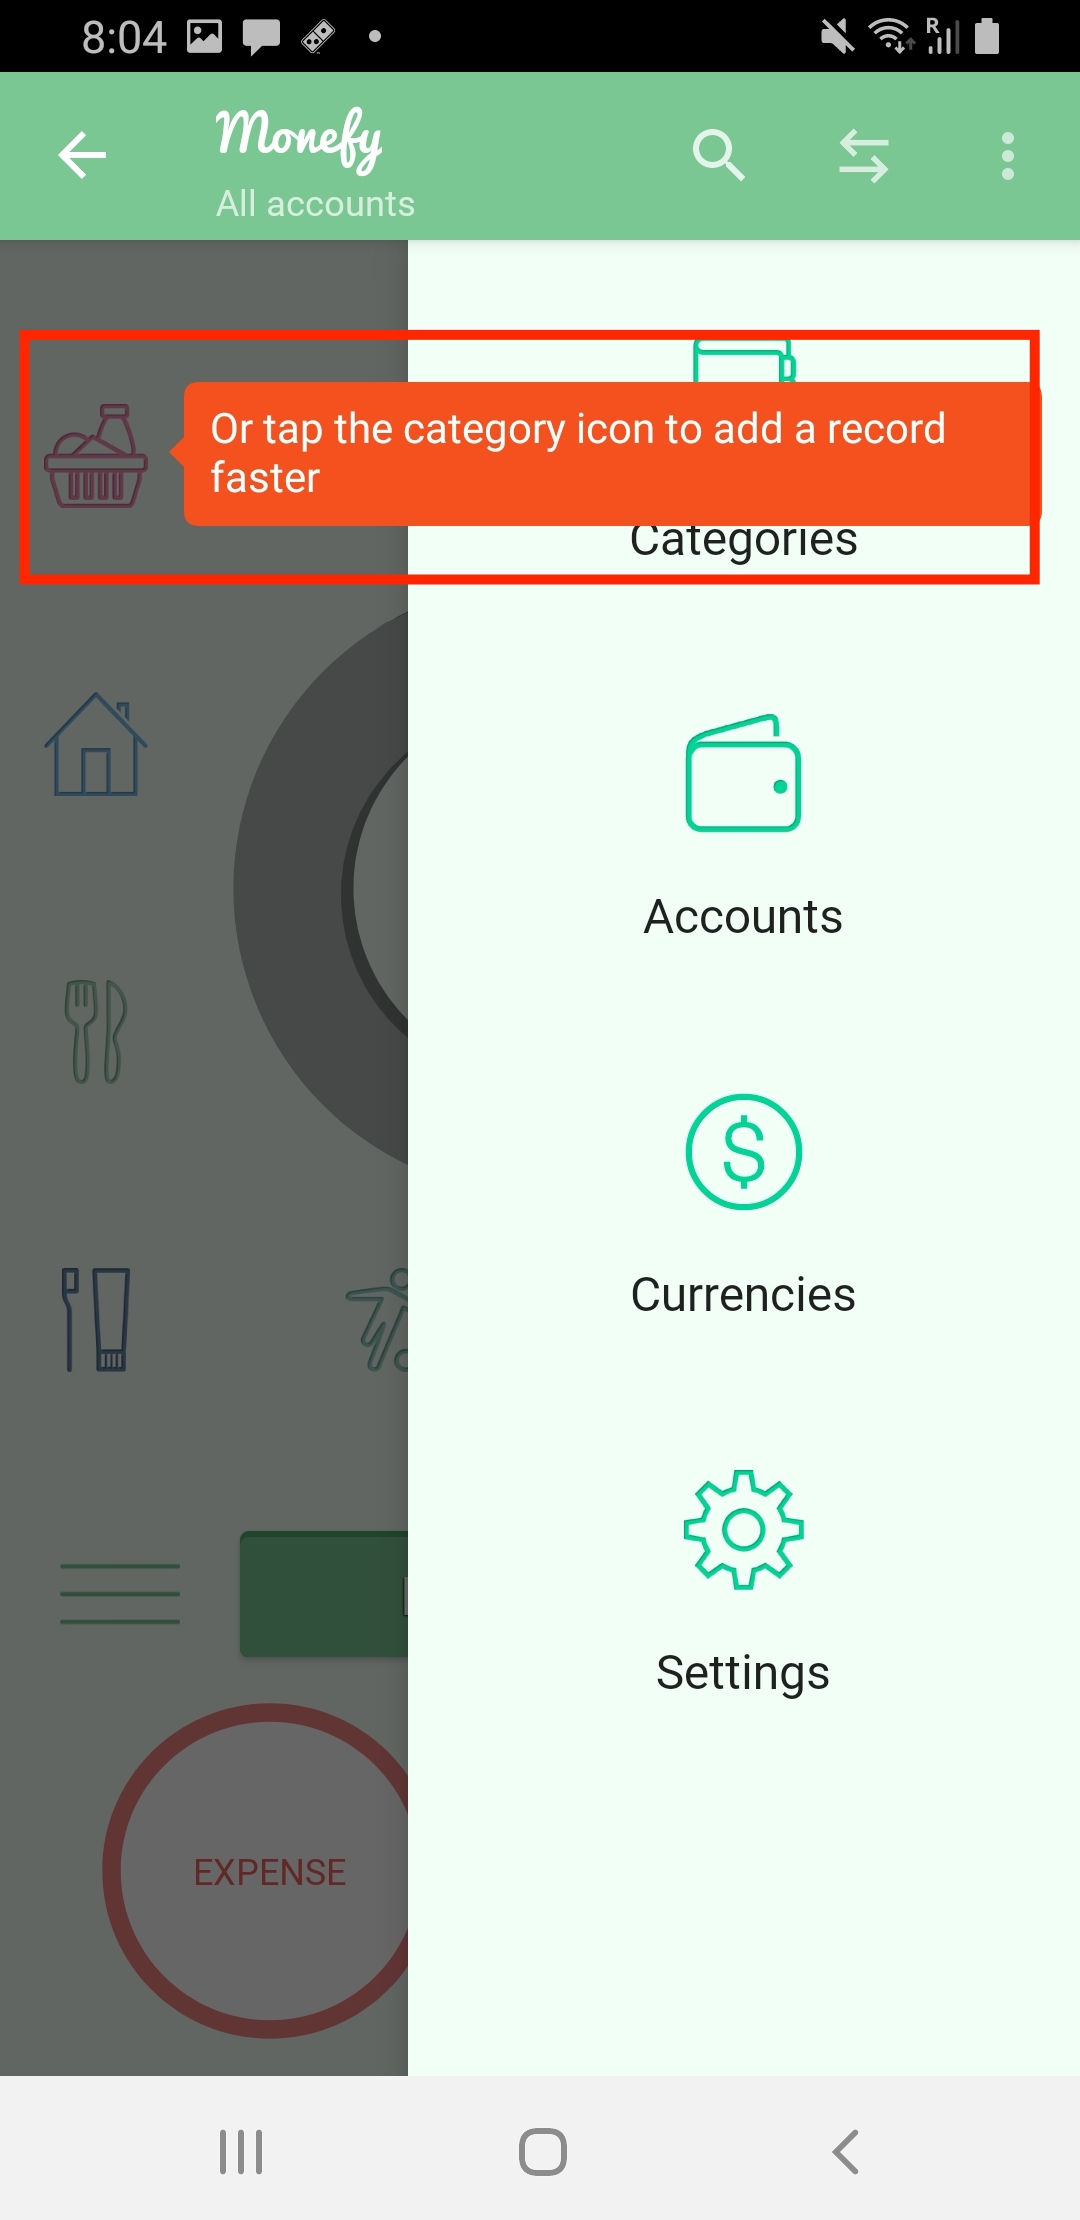 8:04
R
Monefy
All accounts
Or tap the category icon to add a record
faster
Categories
Accounts
$
Currencies
Settings
EXPENSE